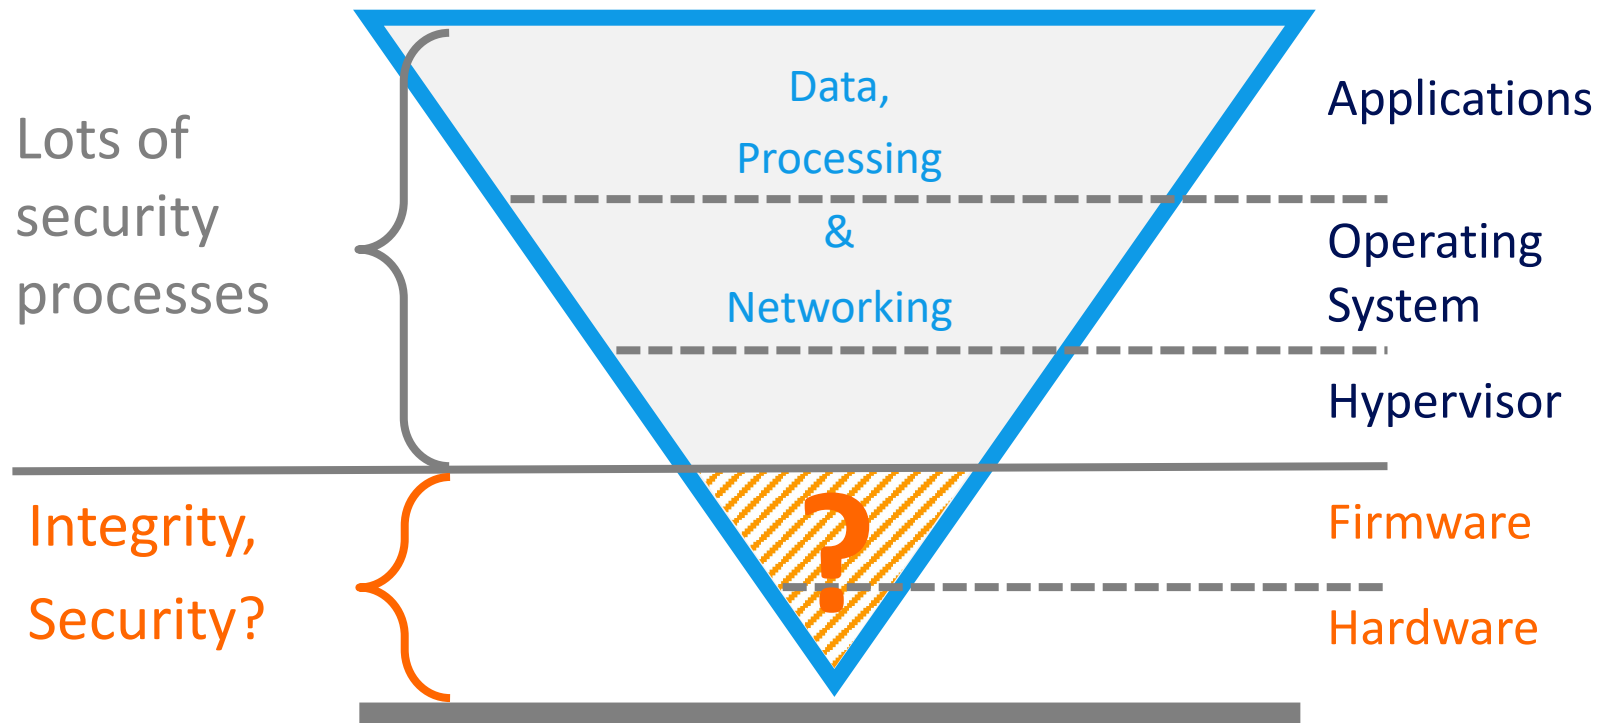 Lots of
security
processes
Data,
Processing
&
Networking
Applications
Operating
System
Hypervisor
Integrity,
Security?
?
Firmware
Hardware